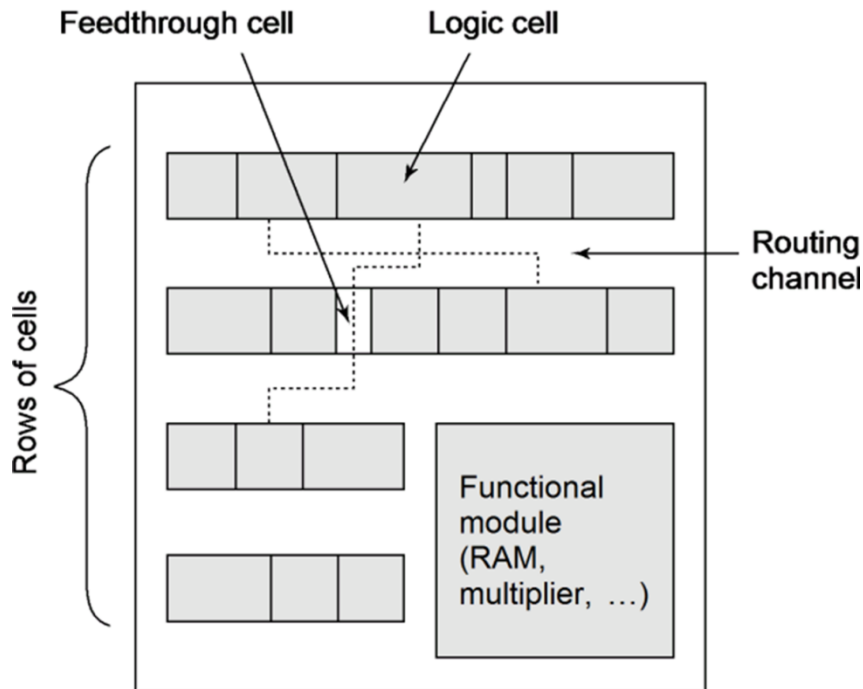 Feedthrough cell
Logic cell
Routing
channel
Rows of cells
Functional
module
(RAM,
multiplier, …)